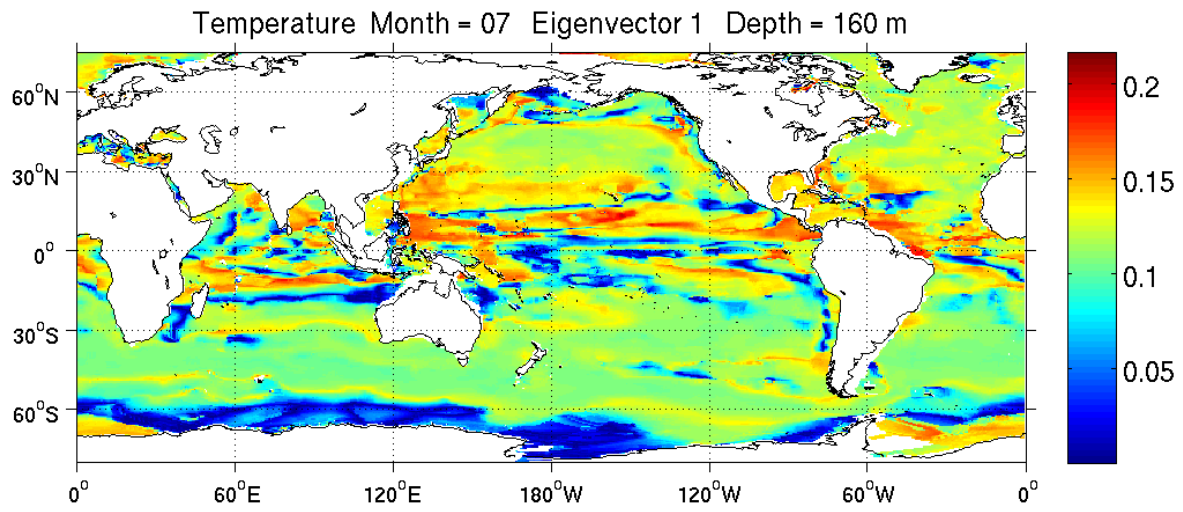 Temperature Month = 07 Eigenvector 1 Depth = 160 m
60°N
30°N
0°
30°S
60°S
0°
60°E
120°E
180°W
120°W
60°W
0°
0.2
0.15
0.1
0.05